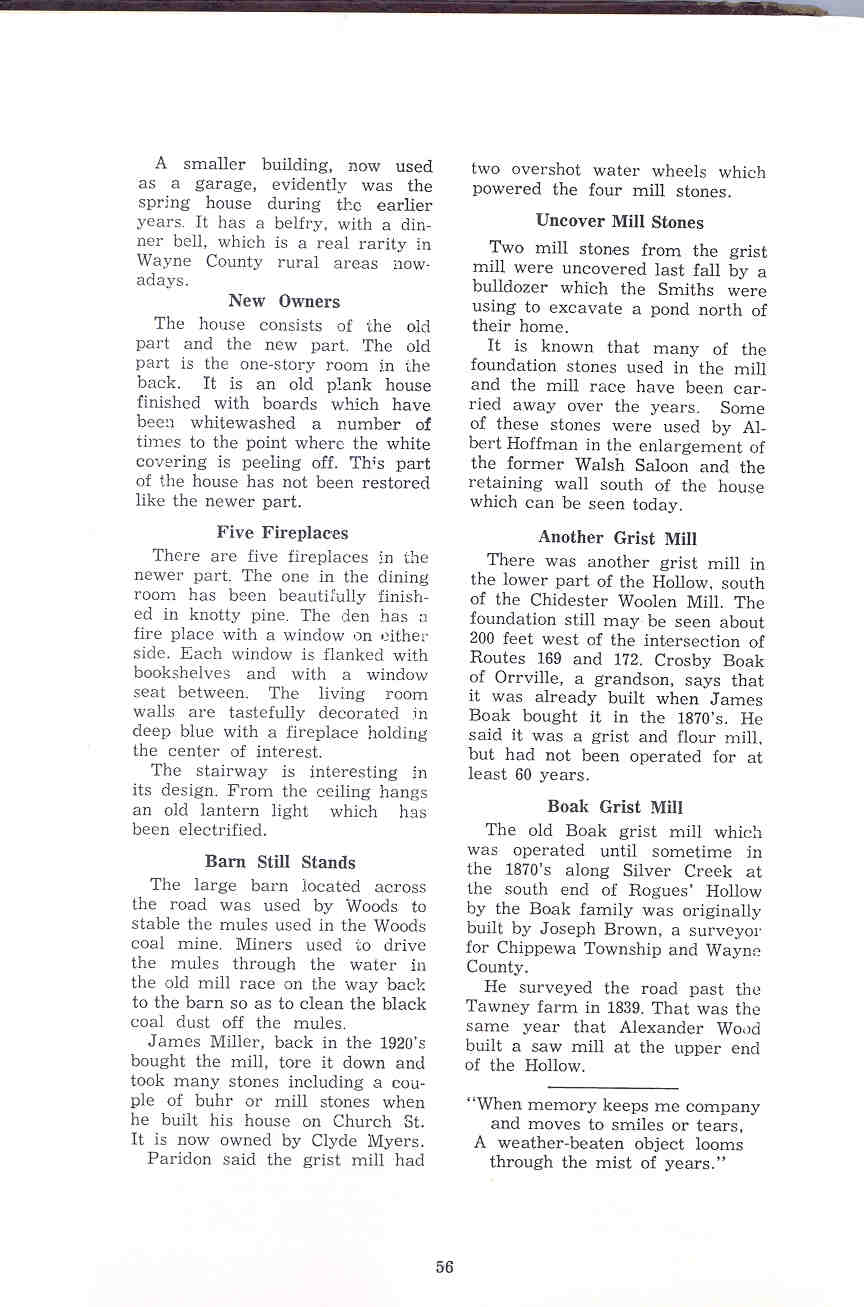 A smaller building, now used
as a garage, evidently was the
spring house during the earlier
years. It has a belfry, with a din-
ner bell, which is a real rarity in
Wayne County rural areas now-
adays.
New Owners
The house consists of the old
part and the new part. The old
part is the one-story room in the
back. It is an old plank house
finished with boards which have
been whitewashed a number of
times to the point where the white
covering is peeling off. This part
of the house has not been restored
like the newer part.
Five Fireplaces
There are five fireplaces in the
newer part. The one in the dining
room has been beautifully finish-
ed in knotty pine. The den has a
fire place with a window on either
side. Each window is flanked with
bookshelves and with a window
seat between. The living room
walls are tastefully decorated in
deep blue with a fireplace holding
the center of interest.
The stairway is interesting in
its design. From the ceiling hangs
an old lantern light which has
been electrified.
Barn Still Stands
The large barn located across
the road was used by Woods to
stable the mules used in the Woods
coal mine. Miners used to drive
the mules through the water in
the old mill race on the way back
to the barn so as to clean the black
coal dust off the mules.
James Miller, back in the 1920's
bought the mill, tore it down and
took many stones including a cou-
ple of buhr or mill stones when
he built his house on Church St.
It is now owned by Clyde Myers.
Paridon said the grist mill had
two overshot water wheels which
powered the four mill stones.
Uncover Mill Stones
Two mill stones from the grist
mill were uncovered last fall by a
bulldozer which the Smiths were
using to excavate a pond north of
their home.
It is known that many of the
foundation stones used in the mill
and the mill race have been car-
ried away over the years. Some
of these stones were used by Al-
bert Hoffman in the enlargement of
the former Walsh Saloon and the
retaining wall south of the house
which can be seen today.
Another Grist Mill
There was another grist mill in
the lower part of the Hollow, south
of the Chidester Woolen Mill. The
foundation still may be seen about
200 feet west of the intersection of
Routes 169 and 172. Crosby Boak
of Orrville, a grandson, says that
it was already built when James
Boak bought it in the 1870's. He
said it was a grist and flour mill,
but had not been operated for at
least 60 years.
Boak Grist Mill
The old Boak grist mill which
was operated until sometime in
the 1870's along Silver Creek at
the south end of Rogues' Hollow
by the Boak family was originally
built by Joseph Brown, a surveyor
for Chippewa Township and Wayne
County.
He surveyed the road past the
Tawney farm in 1839. That was the
same year that Alexander Wood
built a saw mill at the upper end
of the Hollow.
"When memory keeps me company
and moves to smiles or tears,
A weather-beaten object looms
through the mist of years."
56